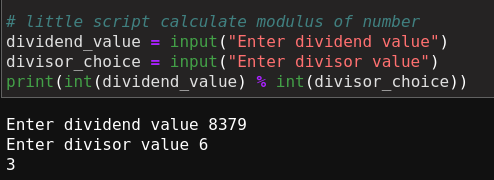 # little script calculate modulus of number
dividend_value = input("Enter dividend value")
divisor_choice = input("Enter divisor value")
print(int(dividend_value) % int(divisor_choice))
Enter dividend value 8379
Enter divisor value 6
3